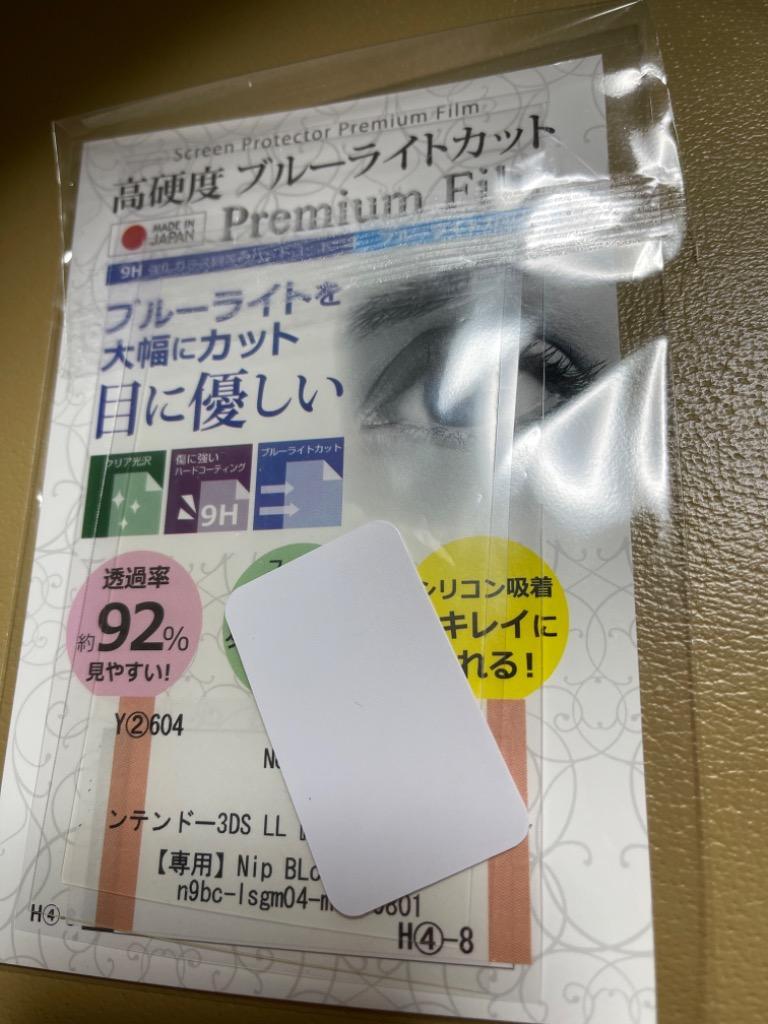 Screen Protector Premium Film
高硬度 ブルーライトカット
MADE IN
JAPAN
Premium
9H
ブルーライトを
大幅にカット
目に優しい
クリア光沢
傷に強い
ハードコーティング
9H
ブルーライトカット
透過率
約92%
見やすい!
シリコン吸着
キレイに
れる!
Y②604
ンテンドー3DS LL
【専用】Nip BLo
n9bc-lsgm04-
801
H④-8